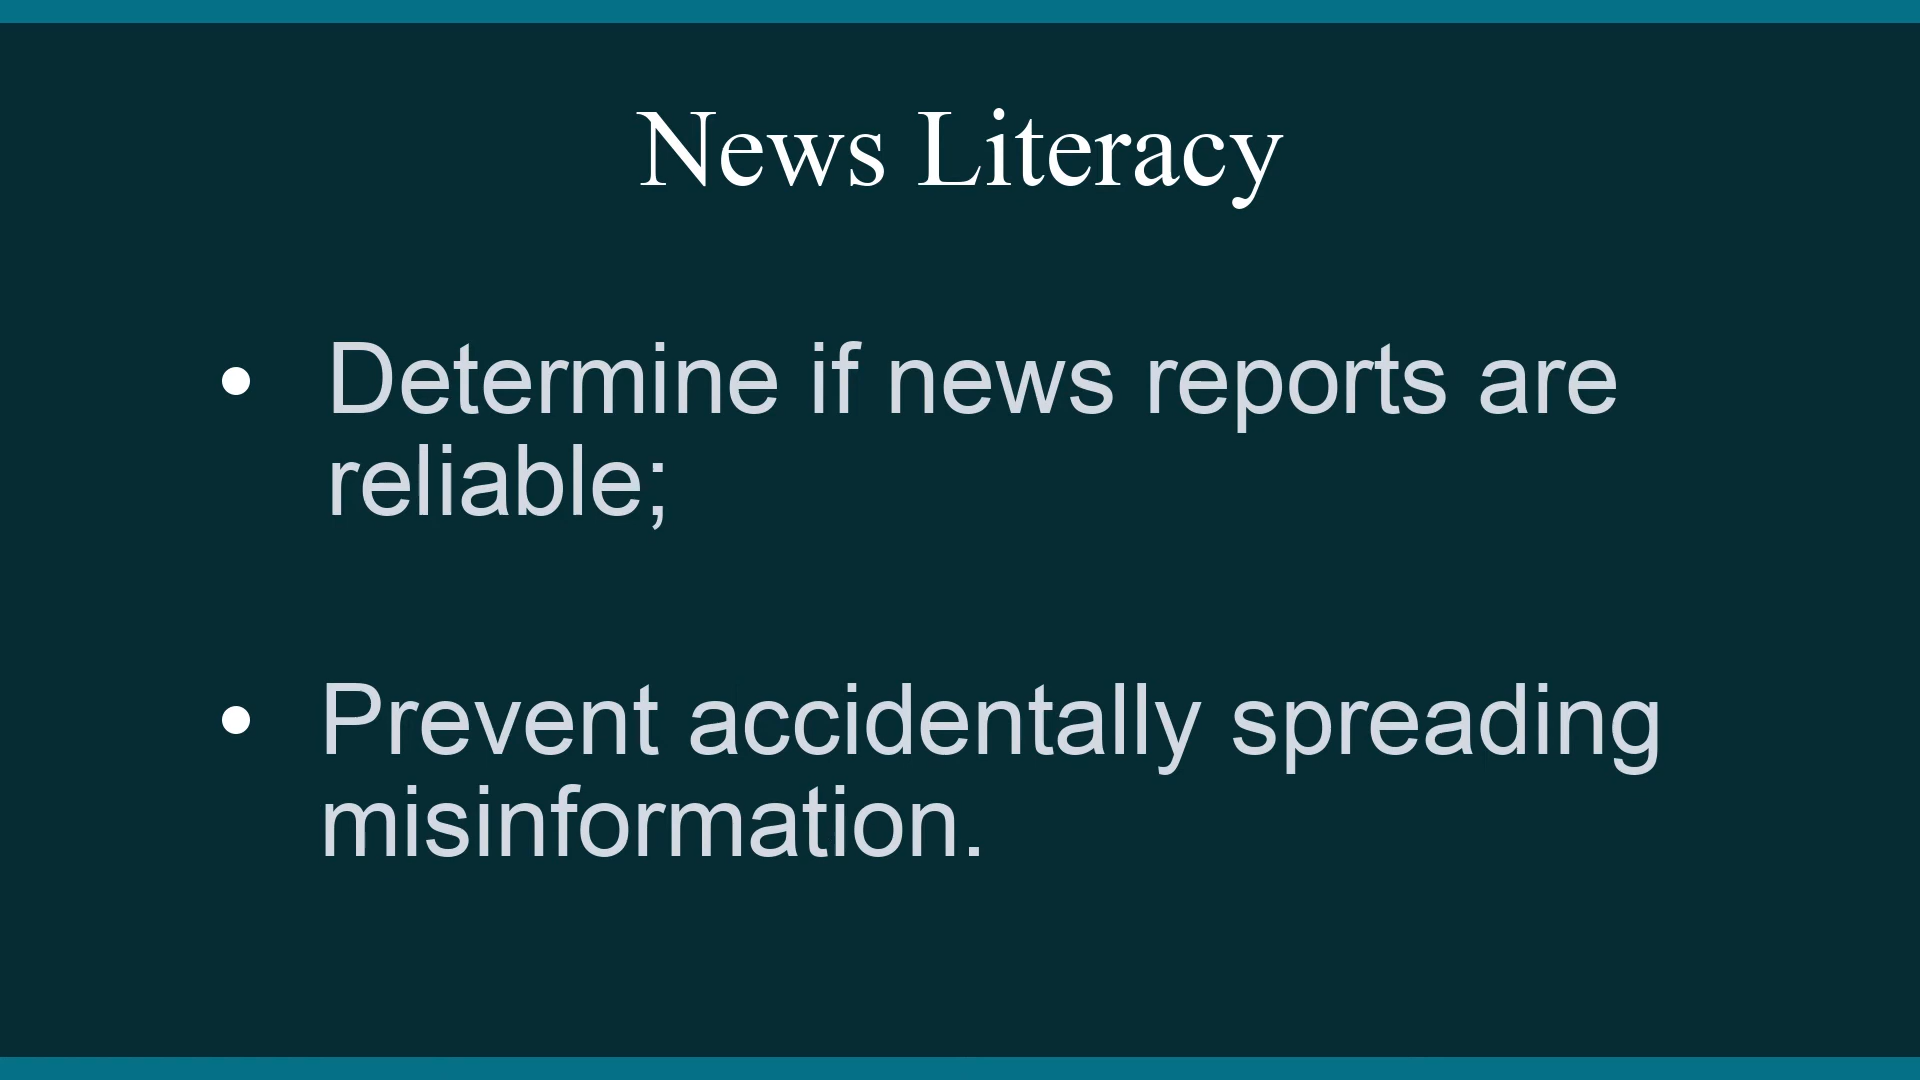 News Literacy
• Determine if news reports are
reliable;
• Prevent accidentally spreading
misinformation.